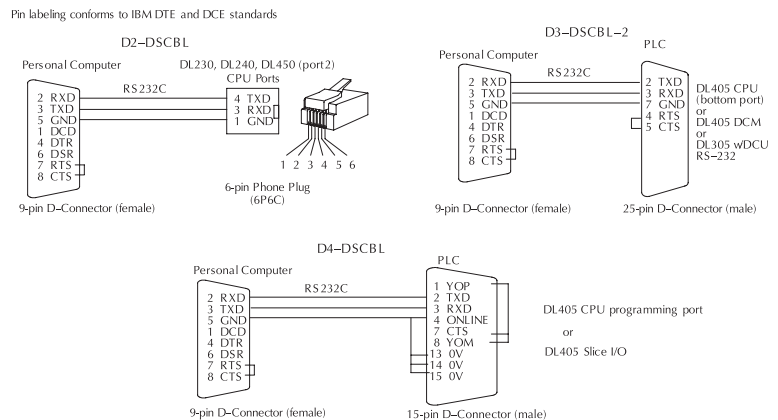 Pin labeling conforms to IBM DTE and DCE standards
D2–DSCBL
Personal Computer
DL230, DL240, DL450 (port2)
CPU Ports
RS232C
2 RXD
3 TXD
5 GND
1 DCD
4 DTR
6 DSR
7 RTS
8 CTS
4 TXD
3 RXD
1 GND
1 2 3 4 5 6
6-pin Phone Plug
(6P6C)
9-pin D–Connector (female)
D3–DSCBL–2
PLC
Personal Computer
RS232C
2 RXD
3 TXD
5 GND
1 DCD
4 DTR
6 DSR
7 RTS
8 CTS
2 TXD
3 RXD
7 GND
4 RTS
5 CTS
DL405 CPU
(bottom port)
or
DL405 DCM
or
DL305 wDCU
RS–232
9-pin D–Connector (female)
25-pin D–Connector (male)
D4–DSCBL
PLC
Personal Computer
RS232C
2 RXD
3 TXD
5 GND
1 DCD
4 DTR
6 DSR
7 RTS
8 CTS
1 YOP
2 TXD
3 RXD
4 ONLINE
7 CTS
8 YOM
13 0V
14 0V
15 0V
DL405 CPU programming port
or
DL405 Slice I/O
9-pin D–Connector (female)
15-pin D–Connector (male)